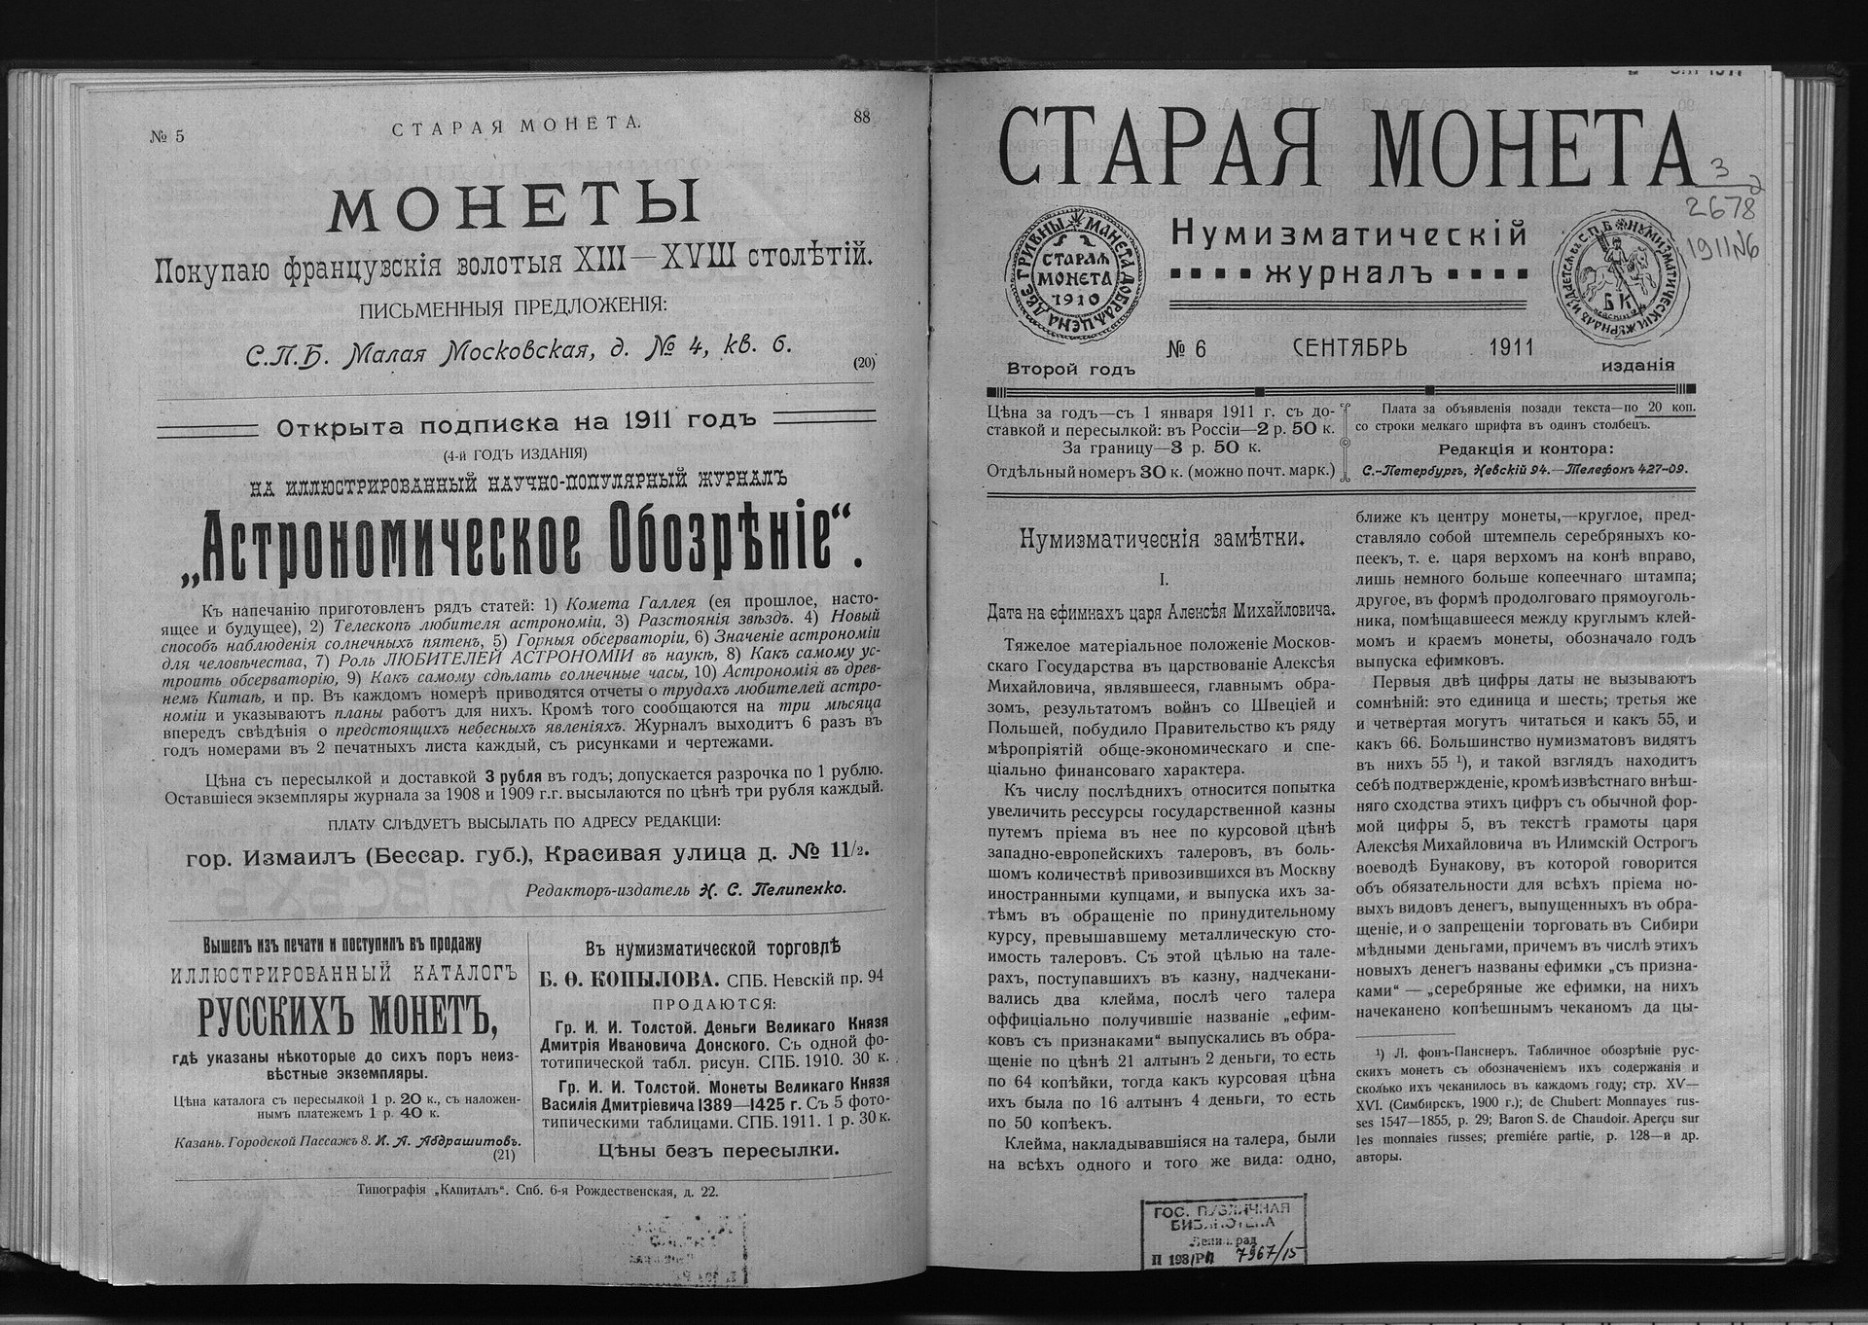 № 5
СТАРАЯ МОНЕТА.
88
МОНЕТЫ
Покупаю французскія золотыя XIII—XVIII столѣтій.
ПИСЬМЕННЫЯ ПРЕДЛОЖЕНІЯ:
С.П.Б. Малая Московская, д. № 4, кв. 6.
(20)
Открыта подписка на 1911 годъ
(4-й ГОДЪ ИЗДАНІЯ)
НА ИЛЛЮСТРИРОВАННЫЙ НАУЧНО-ПОПУЛЯРНЫЙ ЖУРНАЛЪ
„Астрономическое Обозрѣніе“.
Къ напечанію приготовленъ рядъ статей: 1) Комета Галлея (ея прошлое, насто-
ящее и будущее), 2) Телескопъ любителя астрономіи, 3) Разстоянія звѣздъ. 4) Новый
способъ наблюденія солнечныхъ пятенъ, 5) Горныя обсерваторіи, 6) Значеніе астрономіи
для человѣчества, 7) Роль ЛЮБИТЕЛЕЙ АСТРОНОМІИ въ наукѣ, 8) Какъ самому ус-
троить обсерваторію, 9) Какъ самому сдѣлать солнечные часы, 10) Астрономія въ древ-
немъ Китаѣ, и пр. Въ каждомъ номерѣ приводятся отчеты о трудахъ любителей астро-
номіи и указываютъ планы работъ для нихъ. Кромѣ того сообщаются на три мѣсяца
впередъ свѣдѣнія о предстоящихъ небесныхъ явленіяхъ. Журналъ выходитъ 6 разъ въ
годъ номерами въ 2 печатныхъ листа каждый, съ рисунками и чертежами.
Цѣна съ пересылкой и доставкой 3 рубля въ годъ; допускается разрочка по 1 рублю.
Оставшіеся экземпляры журнала за 1908 и 1909 г.г. высылаются по цѣнѣ три рубля каждый.
ПЛАТУ СЛѢДУЕТЪ ВЫСЫЛАТЬ ПО АДРЕСУ РЕДАКЦІИ:
гор. Измаилъ (Бессар. губ.), Красивая улица д. № 11/2.
Редакторъ-издатель Н. С. Пелипенко.
Вышелъ изъ печати и поступилъ въ продажу
ИЛЛЮСТРИРОВАННЫЙ КАТАЛОГЪ
РУССКИХЪ МОНЕТЪ,
гдѣ указаны нѣкоторые до сихъ поръ неиз-
вѣстные экземпляры.
Цѣна каталога съ пересылкой 1 р. 20 к., съ наложен-
нымъ платежемъ 1 р. 40 к.
Казань. Городской Пассажъ 8. И. А. Абдрашитовъ.
(21)
Въ нумизматической торговлѣ
Б. Ѳ. КОПЫЛОВА. СПБ. Невскій пр. 94
ПРОДАЮТСЯ:
Гр. И. И. Толстой. Деньги Великаго Князя
Дмитрія Ивановича Донского. Съ одной фо-
тотипической табл. рисун. СПБ. 1910. 30 к.
Гр. И. И. Толстой. Монеты Великаго Князя
Василія Дмитріевича 1389—1425 г. Съ 5 фото-
типическими таблицами. СПБ. 1911. 1 р. 30 к.
Цѣны безъ пересылки.
Типографія „Капиталъ“. Спб. 6-я Рождественская, д. 22.
СТАРАЯ МОНЕТА
3
2678
1911 №6
ДВЕ ГРИВНЫ МАНЕТА ДОБРА ЦЕНА
СТАРАЯ
МОНЕТА
1910
Нумизматическій
журналъ
НУМИЗМАТИЧЕСКІЙ ЖУРНАЛЪ ИЗДАЕТСЯ ВЪ С.П.Б.
Б К
№ 6 СЕНТЯБРЬ 1911
Второй годъ
изданія
Цѣна за годъ—съ 1 января 1911 г. съ до-
ставкой и пересылкой: въ Россіи—2 р. 50 к.
За границу—3 р. 50 к.
Отдѣльный номеръ 30 к. (можно почт. марк.)
Плата за объявленія позади текста—по 20 коп.
со строки мелкаго шрифта въ одинъ столбецъ.
Редакція и контора:
С.-Петербургъ, Невскій 94.—Телефонъ 427-09.
Нумизматическія замѣтки.
I.
Дата на ефимнахъ царя Алексѣя Михайловича.
Тяжелое матеріальное положеніе Москов-
скаго Государства въ царствованіе Алексѣя
Михайловича, являвшееся, главнымъ обра-
зомъ, результатомъ войнъ со Швеціей и
Польшей, побудило Правительство къ ряду
мѣропріятій обще-экономическаго и спе-
ціально финансоваго характера.
Къ числу послѣднихъ относится попытка
увеличить рессурсы государственной казны
путемъ пріема въ нее по курсовой цѣнѣ
западно-европейскихъ талеровъ, въ боль-
шомъ количествѣ привозившихся въ Москву
иностранными купцами, и выпуска ихъ за-
тѣмъ въ обращеніе по принудительному
курсу, превышавшему металлическую сто-
имость талеровъ. Съ этой цѣлью на тале-
рахъ, поступавшихъ въ казну, надчекани-
вались два клейма, послѣ чего талера
оффиціально получившіе названіе „ефим-
ковъ съ признаками“ выпускались въ обра-
щеніе по цѣнѣ 21 алтынъ 2 деньги, то есть
по 64 копѣйки, тогда какъ курсовая цѣна
ихъ была по 16 алтынъ 4 деньги, то есть
по 50 копѣекъ.
Клейма, накладывавшіяся на талера, были
на всѣхъ одного и того же вида: одно,
ближе къ центру монеты,—круглое, пред-
ставляло собой штемпель серебряныхъ ко-
пеекъ, т. е. царя верхомъ на конѣ вправо,
лишь немного больше копеечнаго штампа;
другое, въ формѣ продолговаго прямоуголь-
ника, помѣщавшееся между круглымъ клей-
момъ и краемъ монеты, обозначало годъ
выпуска ефимковъ.
Первыя двѣ цифры даты не вызываютъ
сомнѣній: это единица и шесть; третья же
и четвертая могутъ читаться и какъ 55, и
какъ 66. Большинство нумизматовъ видятъ
въ нихъ 55 ¹), и такой взглядъ находитъ
себѣ подтвержденіе, кромѣ извѣстнаго внѣш-
няго сходства этихъ цифръ съ обычной фор-
мой цифры 5, въ текстѣ грамоты царя
Алексѣя Михайловича въ Илимскій Острогъ
воеводѣ Бунакову, въ которой говорится
объ обязательности для всѣхъ пріема но-
выхъ видовъ денегъ, выпущенныхъ въ обра-
щеніе, и о запрещеніи торговать въ Сибири
мѣдными деньгами, причемъ въ числѣ этихъ
новыхъ денегъ названы ефимки „съ призна-
ками“ — „серебряные же ефимки, на нихъ
начеканено копѣешнымъ чеканомъ да цы-
¹) Л. фонъ-Панснеръ. Табличное обозрѣніе рус-
скихъ монетъ съ обозначеніемъ ихъ содержанія и
сколько ихъ чеканилось въ каждомъ году; стр. XV—
XVI. (Симбирскъ, 1900 г.); de Chubert: Monnayes rus-
ses 1547—1855, p. 29; Baron S. de Chaudoir. Aperçu sur
les monnaies russes; premiére partie, p. 128—и др.
авторы.
ГОС. ПУБЛИЧНАЯ
БИБЛИОТЕКА
Ленинград
П 198/РП 7967/15